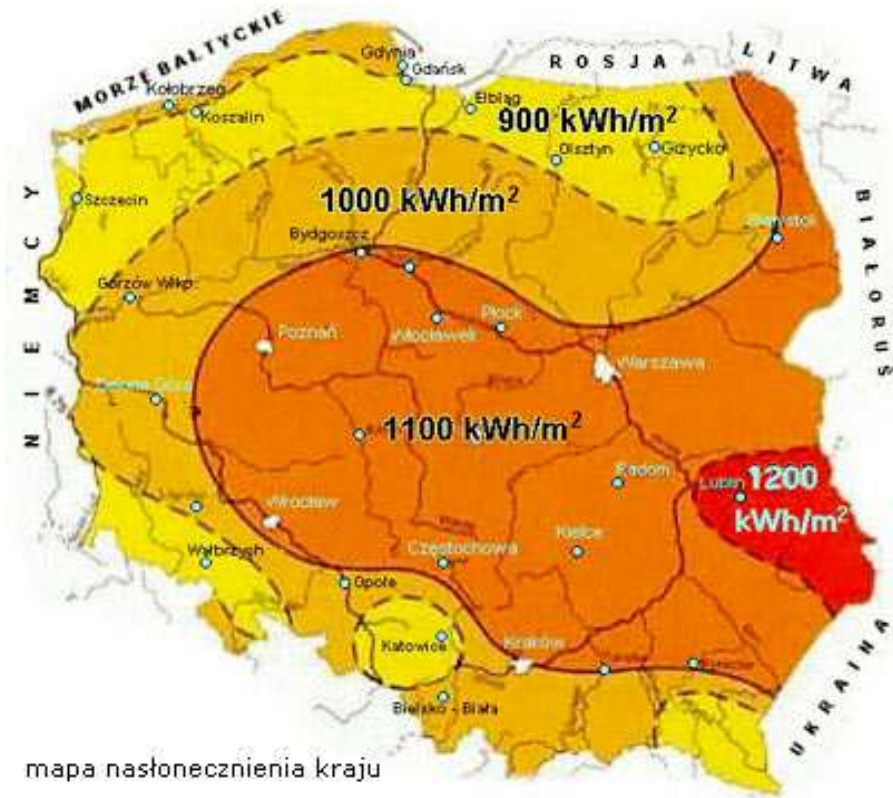 MORZE BAŁTYCKIE
ROSJA
LITWA
Gdynia
Gdańsk
Kołobrzeg
Koszalin
Elbląg
900 kWh/m²
Olsztyn
Giżycko
NIEMCY
Szczecin
1000 kWh/m²
BIAŁORUŚ
Białystok
Bydgoszcz
Gorzów Wlkp.
Płock
Poznań
Włocławek
Warszawa
Zielona Góra
1100 kWh/m²
Radom
Lublin
1200
kWh/m²
Wrocław
Kielce
Wałbrzych
Częstochowa
Opole
Katowice
Kraków
Bielsko - Biała
UKRAINA
mapa nasłonecznienia kraju